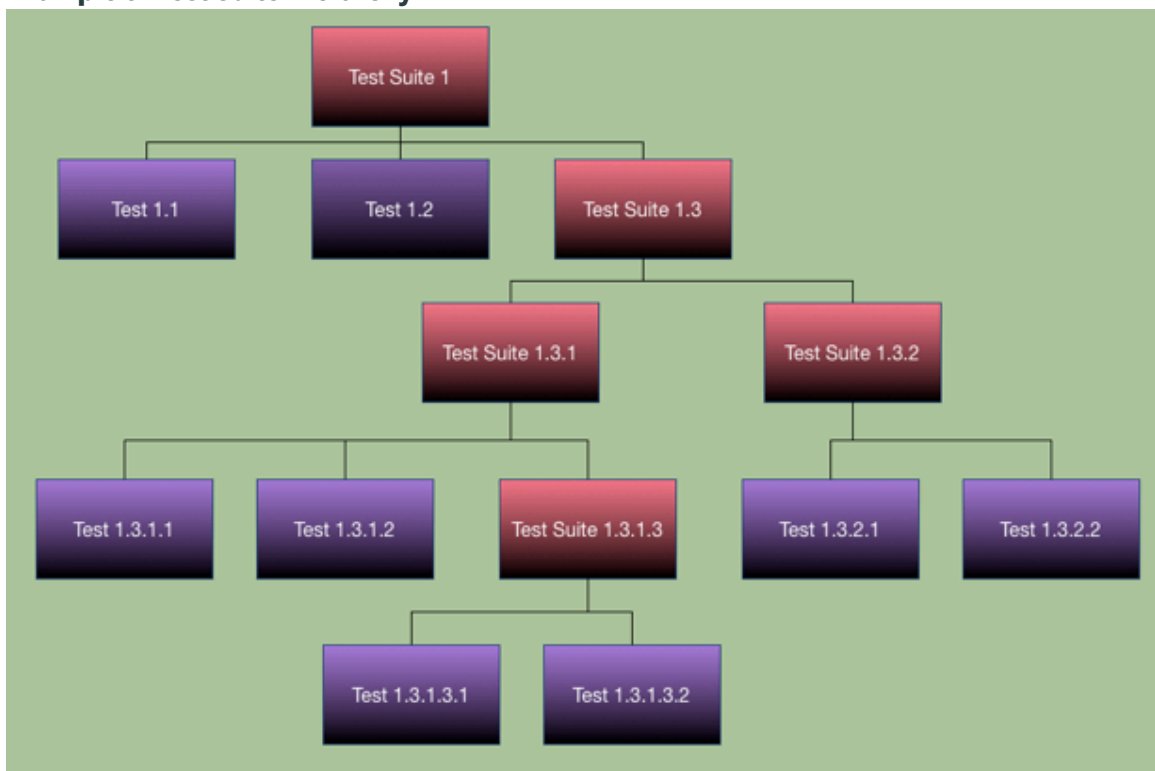 Test Suite 1
Test 1.1
Test 1.2
Test Suite 1.3
Test Suite 1.3.1
Test Suite 1.3.2
Test 1.3.1.1
Test 1.3.1.2
Test Suite 1.3.1.3
Test 1.3.2.1
Test 1.3.2.2
Test 1.3.1.3.1
Test 1.3.1.3.2